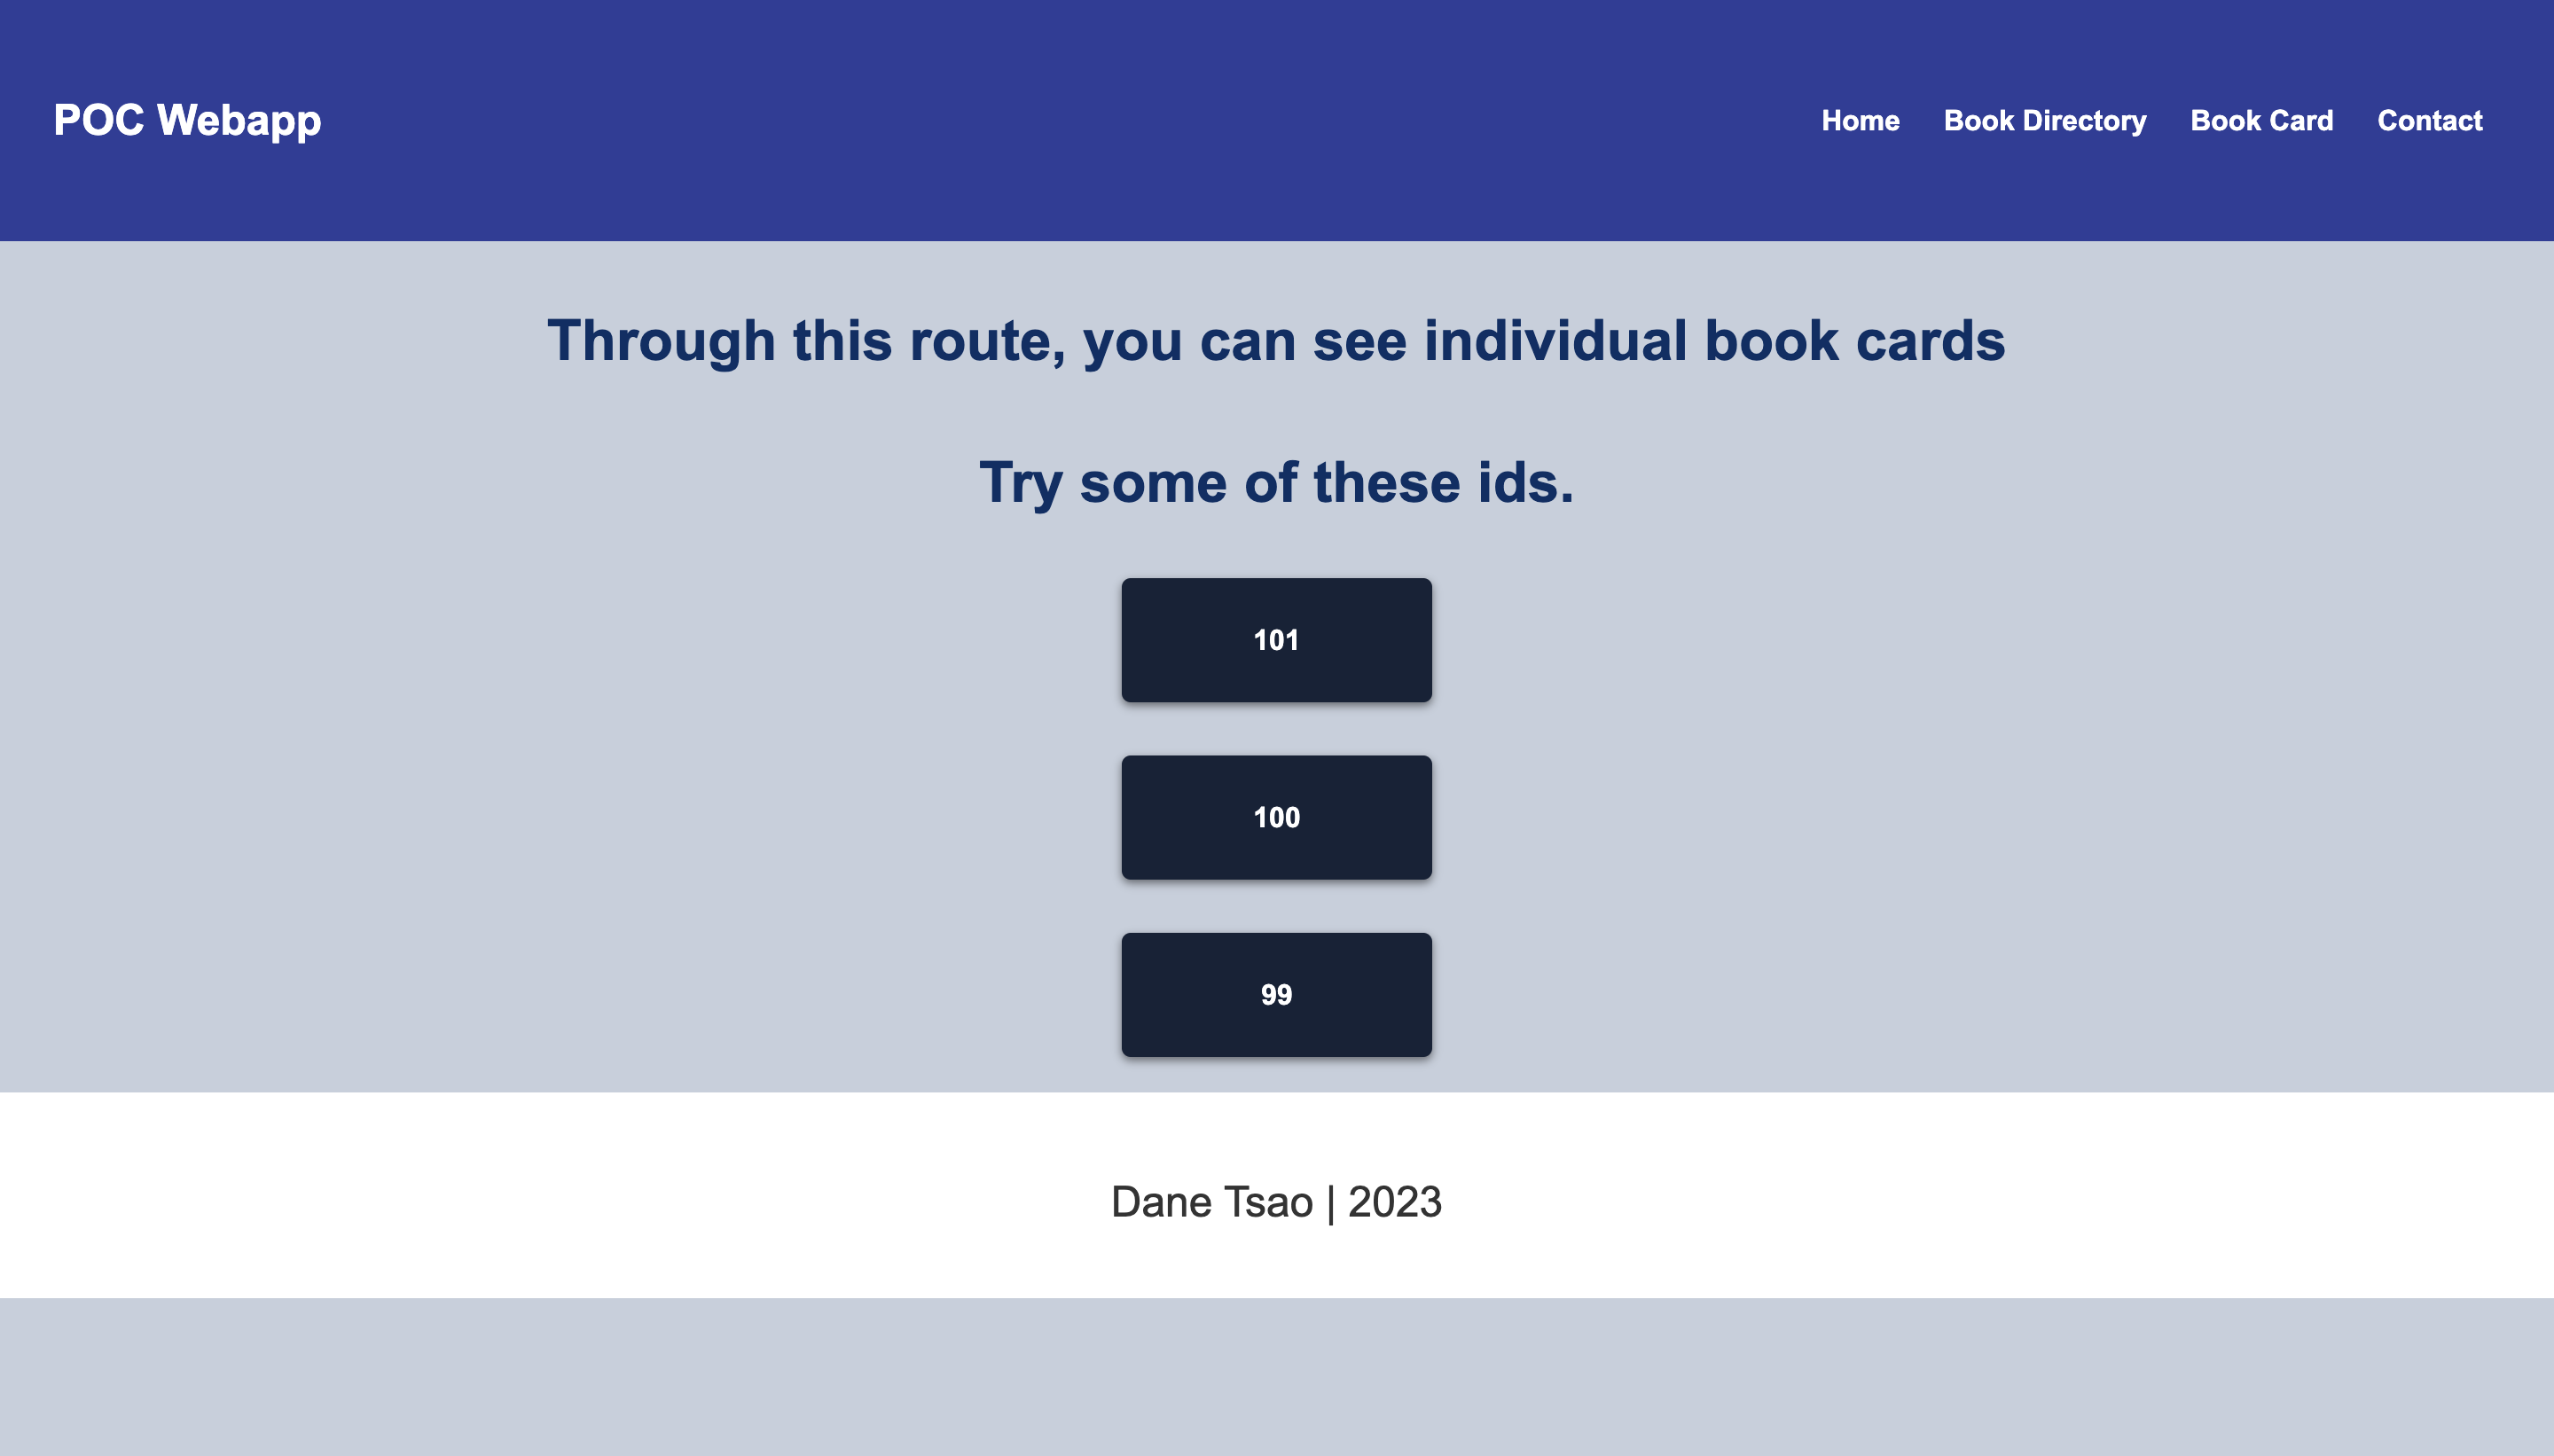 POC Webapp
Home Book Directory Book Card Contact
Through this route, you can see individual book cards
Try some of these ids.
101
100
99
Dane Tsao | 2023